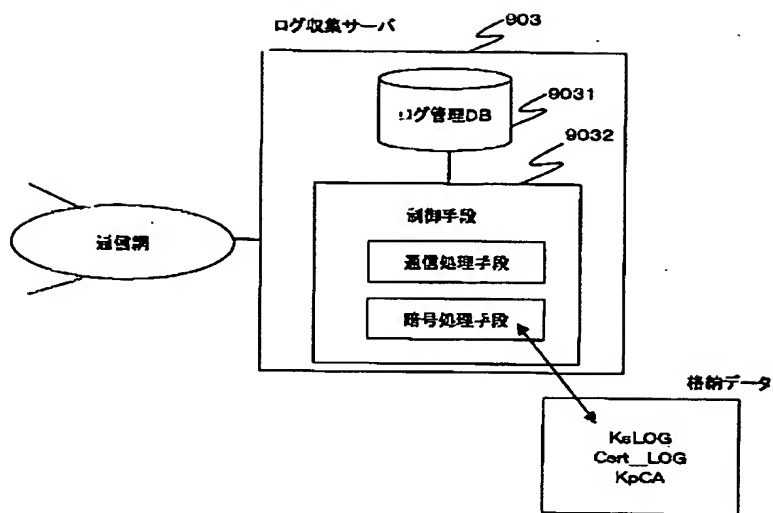 ログ収集サーバ
903
ログ管理DB
9031
9032
制御手段
通信網
通信処理手段
暗号処理手段
格納データ
KsLOG
Cert__LOG
KpCA